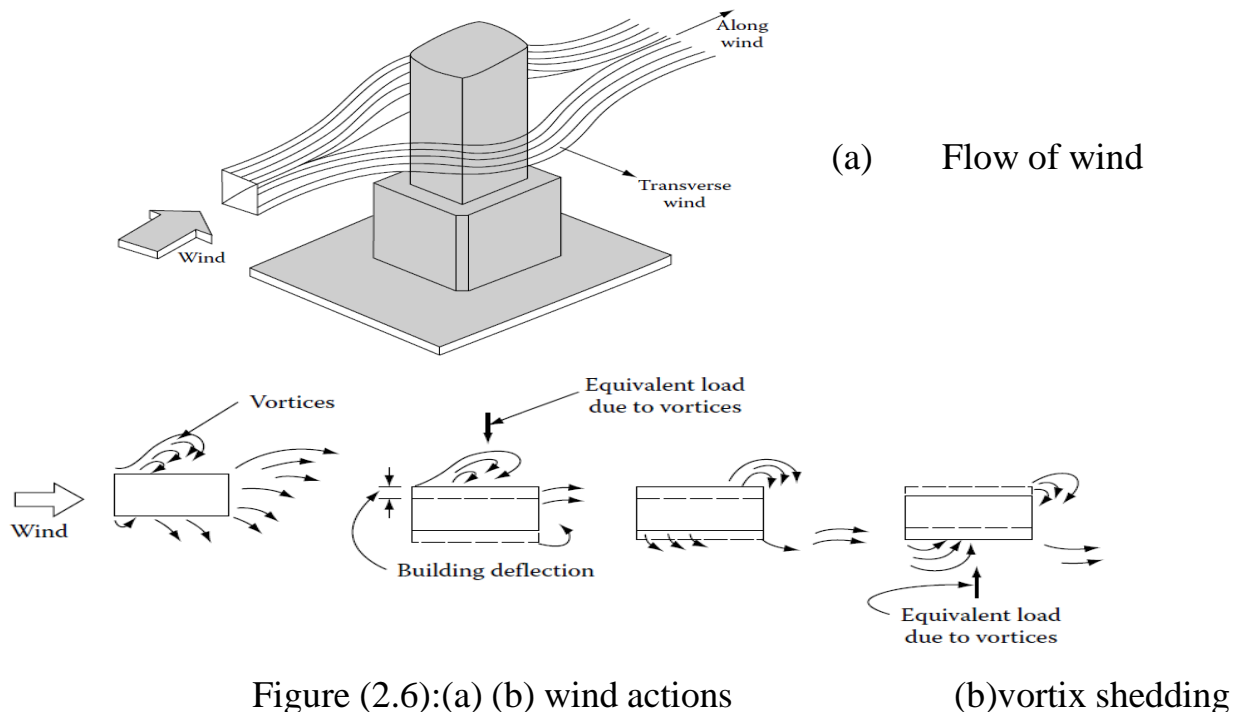 Along
wind
(a) Flow of wind
Transverse
wind
Wind
Equivalent load
due to vortices
Vortices
Wind
Building deflection
Equivalent load
due to vortices
Figure (2.6):(a) (b) wind actions (b)vortix shedding